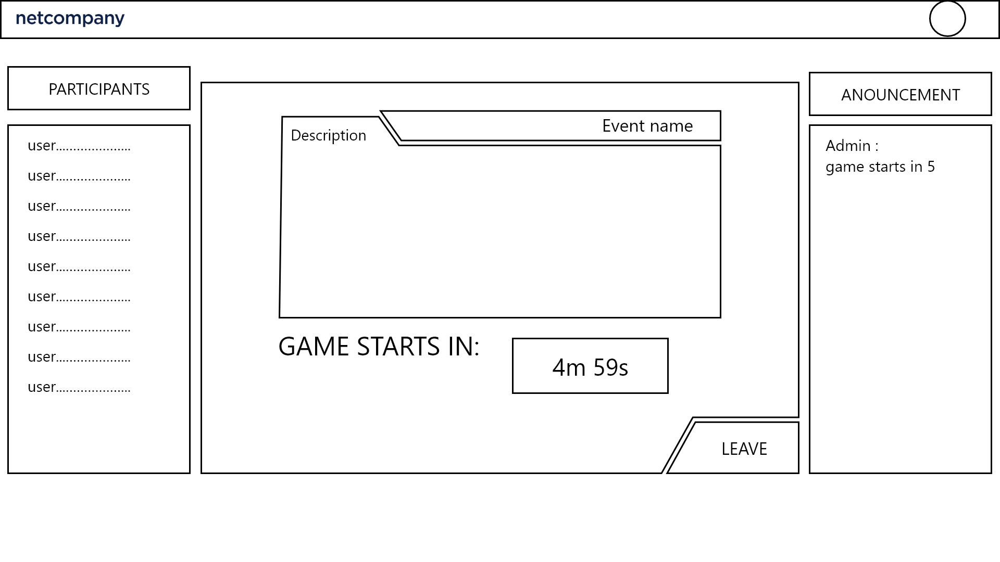 netcompany
PARTICIPANTS
user.....................
user.....................
user.....................
user.....................
user.....................
user.....................
user.....................
user.....................
user.....................
Event name
Description
GAME STARTS IN:
4m 59s
LEAVE
ANOUNCEMENT
Admin :
game starts in 5